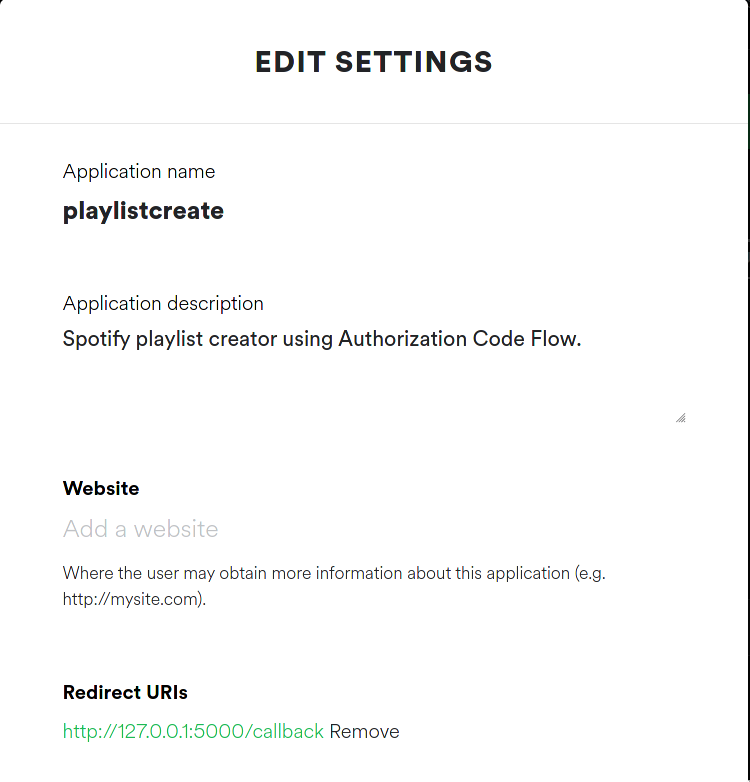 EDIT SETTINGS
Application name
playlistcreate
Application description
Spotify playlist creator using Authorization Code Flow.
Website
Add a website
Where the user may obtain more information about this application (e.g.
http://mysite.com).
Redirect URIs
http://127.0.0.1:5000/callback Remove